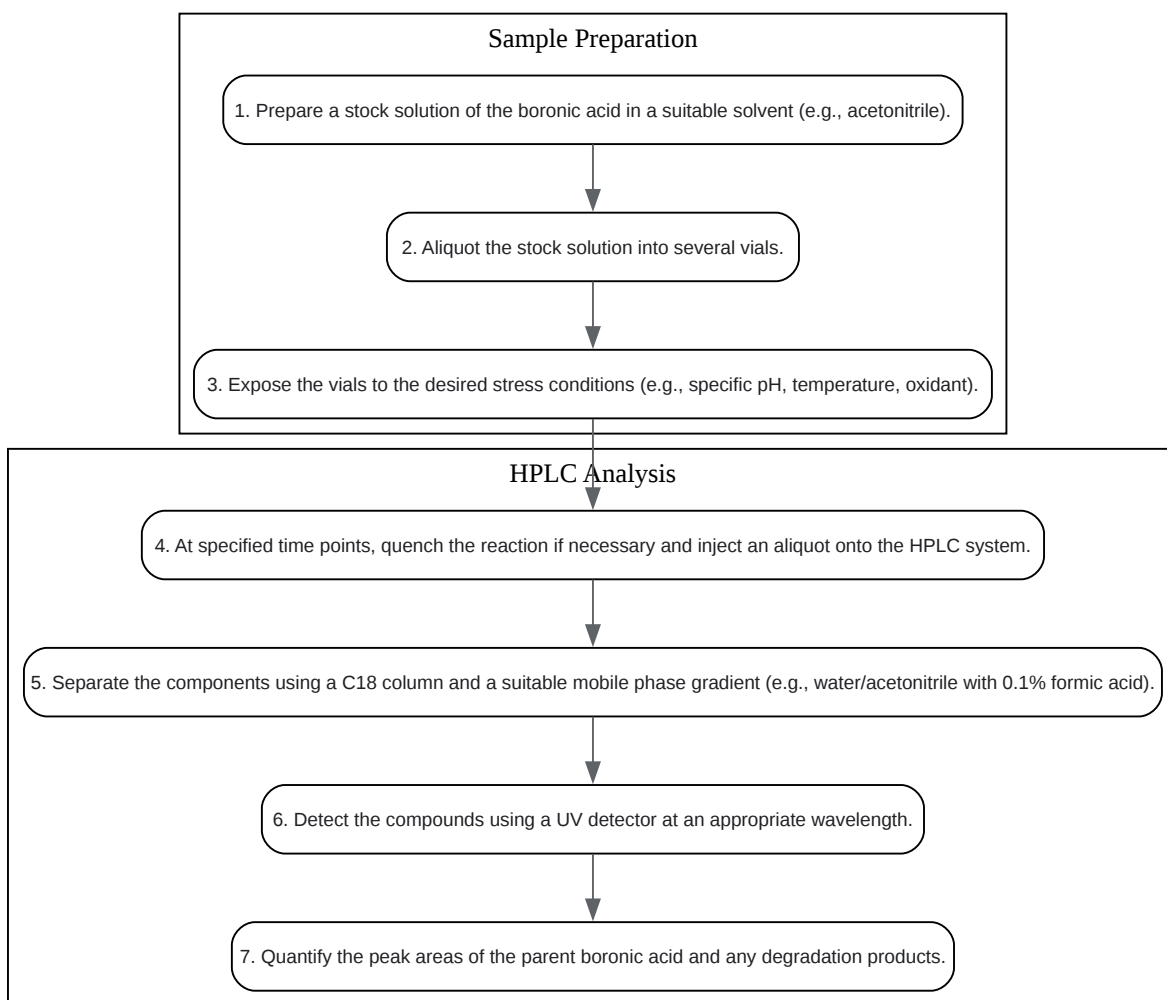 Sample Preparation
1. Prepare a stock solution of the boronic acid in a suitable solvent (e.g., acetonitrile).
2. Aliquot the stock solution into several vials.
3. Expose the vials to the desired stress conditions (e.g., specific pH, temperature, oxidant).
HPLC Analysis
4. At specified time points, quench the reaction if necessary and inject an aliquot onto the HPLC system.
5. Separate the components using a C18 column and a suitable mobile phase gradient (e.g., water/acetonitrile with 0.1% formic acid).
6. Detect the compounds using a UV detector at an appropriate wavelength.
7. Quantify the peak areas of the parent boronic acid and any degradation products.